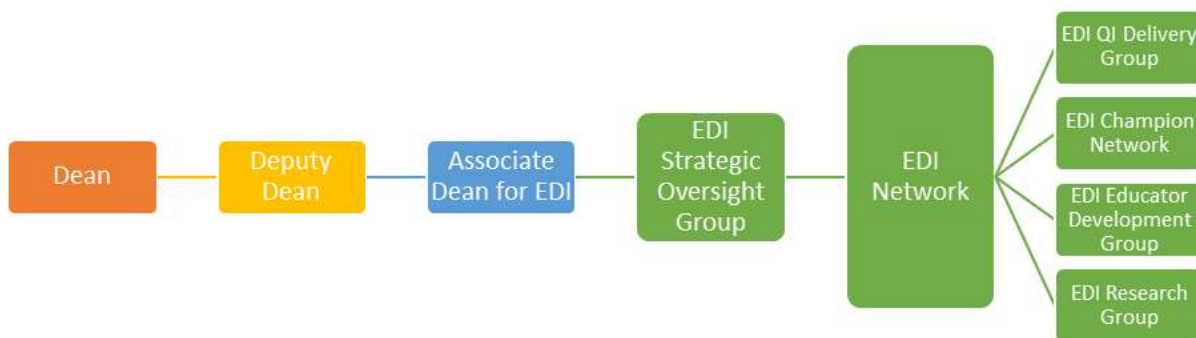 Dean
Deputy
Dean
Associate
Dean for EDI
EDI
Strategic
Oversight
Group
EDI
Network
EDI QI Delivery
Group
EDI Champion
Network
EDI Educator
Development
Group
EDI Research
Group